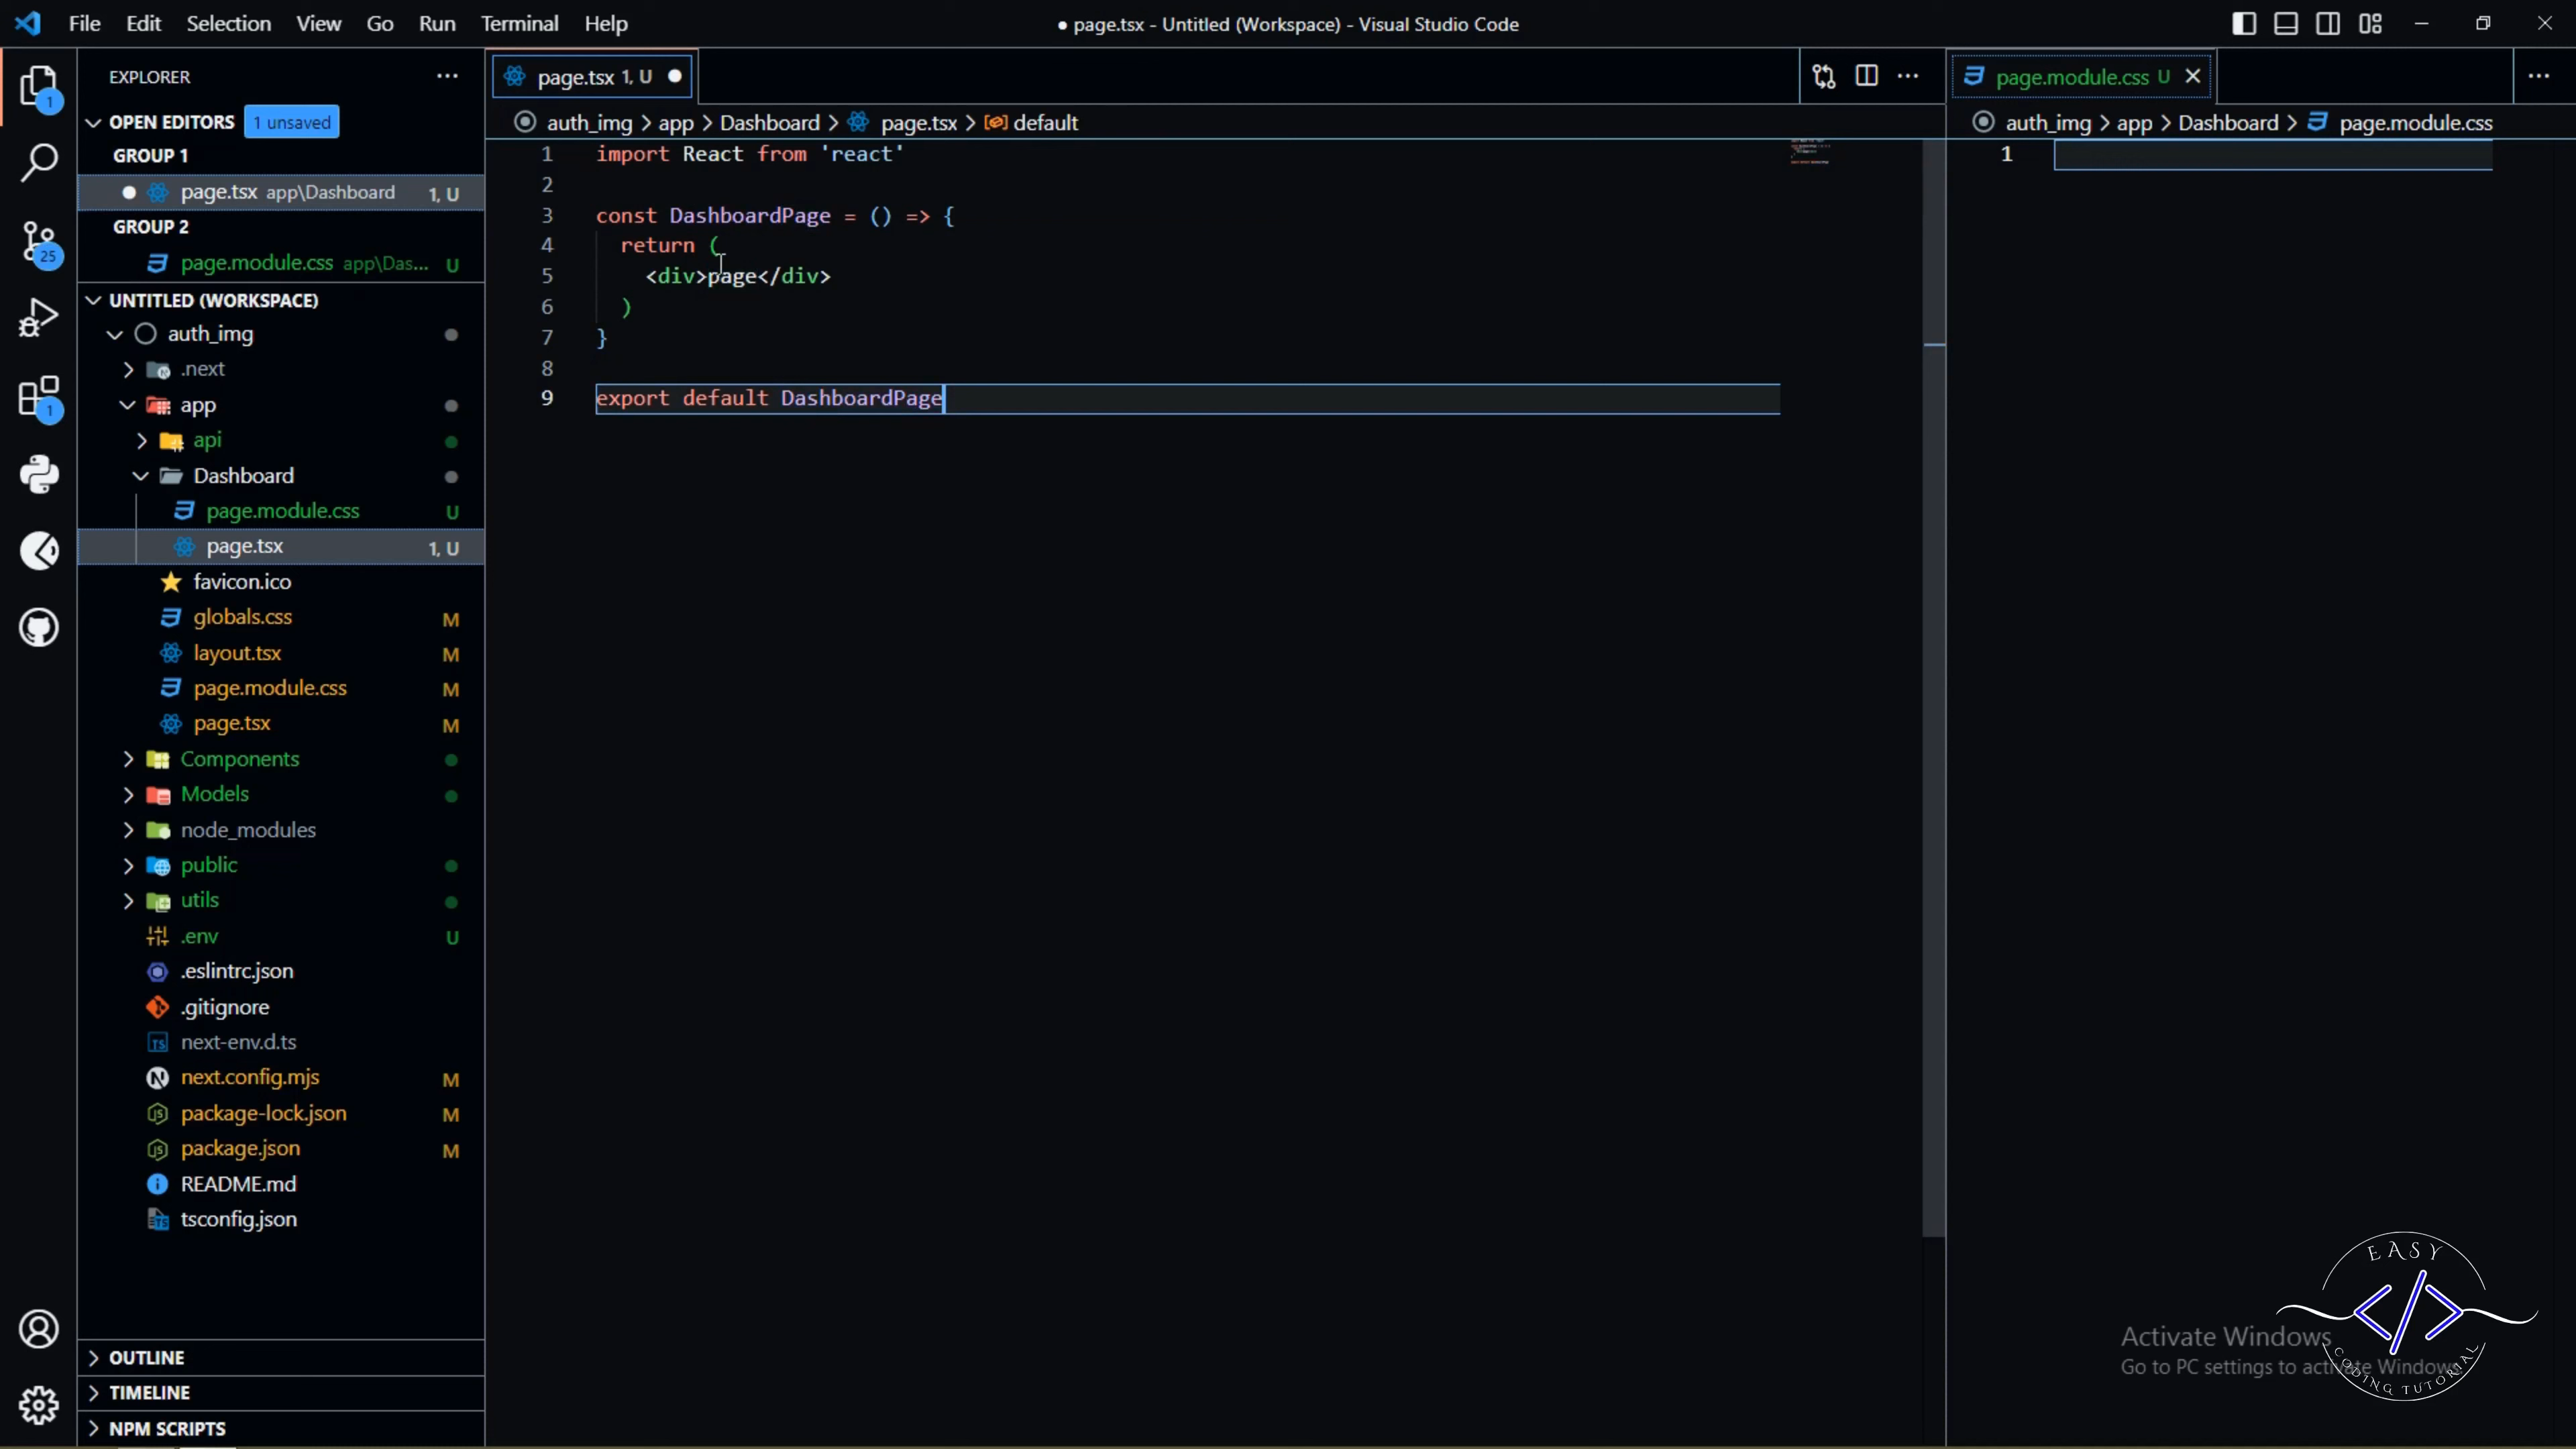 File Edit Selection View Go Run Terminal Help
● page.tsx - Untitled (Workspace) - Visual Studio Code
EXPLORER
OPEN EDITORS 1 unsaved
GROUP 1
page.tsx app\Dashboard 1, U
GROUP 2
page.module.css app\Das... U
UNTITLED (WORKSPACE)
auth_img
.next
app
api
Dashboard
page.module.css U
page.tsx 1, U
favicon.ico
globals.css M
layout.tsx M
page.module.css M
page.tsx M
Components
Models
node_modules
public
utils
.env U
.eslintrc.json
.gitignore
next-env.d.ts
next.config.mjs M
package-lock.json M
package.json M
README.md
tsconfig.json
OUTLINE
TIMELINE
NPM SCRIPTS
1
25
1
page.tsx 1, U
auth_img > app > Dashboard > page.tsx > default
1 import React from 'react'
2
3 const DashboardPage = () => {
4 return (
5 <div>page</div>
6 )
7 }
8
9 export default DashboardPage
page.module.css U
auth_img > app > Dashboard > page.module.css
1
Activate Windows
Go to PC settings to activate Windows.
EASY
</>
CODING TUTORIAL